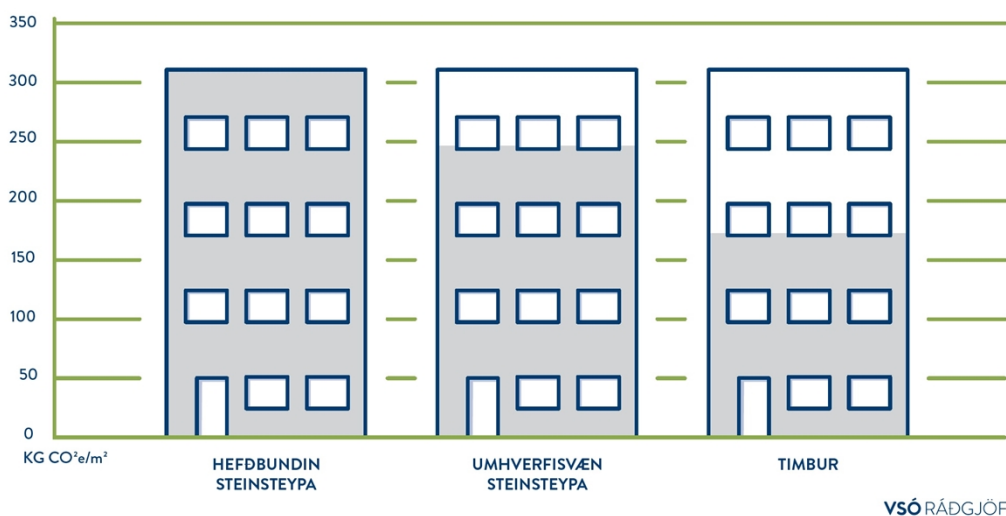 350
300
250
200
150
100
50
0
KG CO²e/m²
HEFÐBUNDIN
STEINSTEYPA
UMHVERFISVÆN
STEINSTEYPA
TIMBUR
VSÓ RÁÐGJÖF